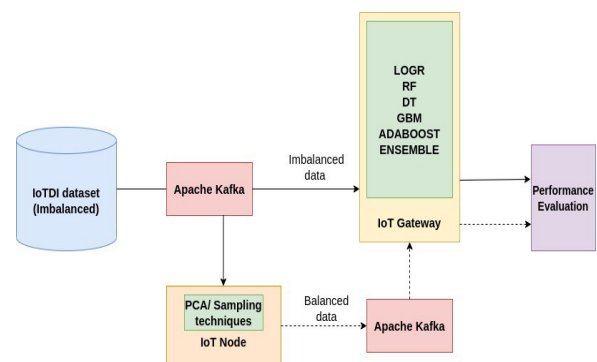 IoTDI dataset
(Imbalanced)
Apache Kafka
Imbalanced
data
LOGR
RF
DT
GBM
ADABOOST
ENSEMBLE
IoT Gateway
Performance
Evaluation
PCA/ Sampling
techniques
IoT Node
Balanced
data
Apache Kafka